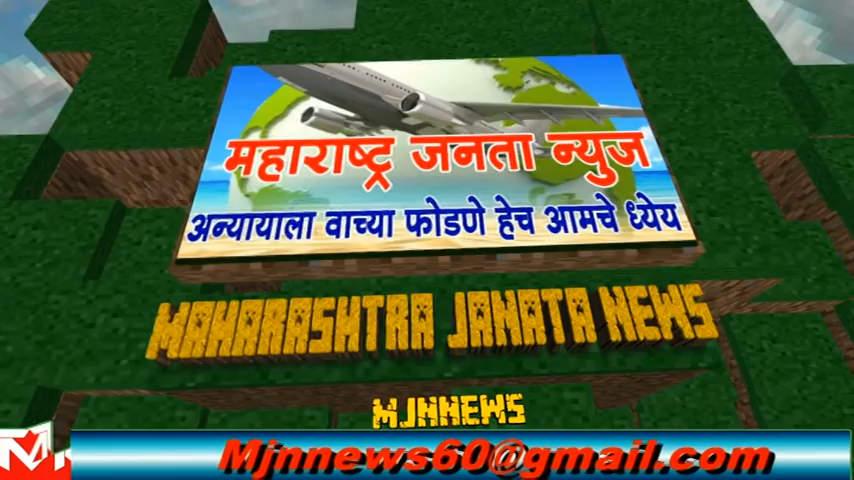 महाराष्ट्र जनता न्युज
अन्यायाला वाच्या फोडणे हेच आमचे ध्येय
MAHARASHTRA JANATA NEWS
MJNNEWS
Mjnnews60@gmail.com